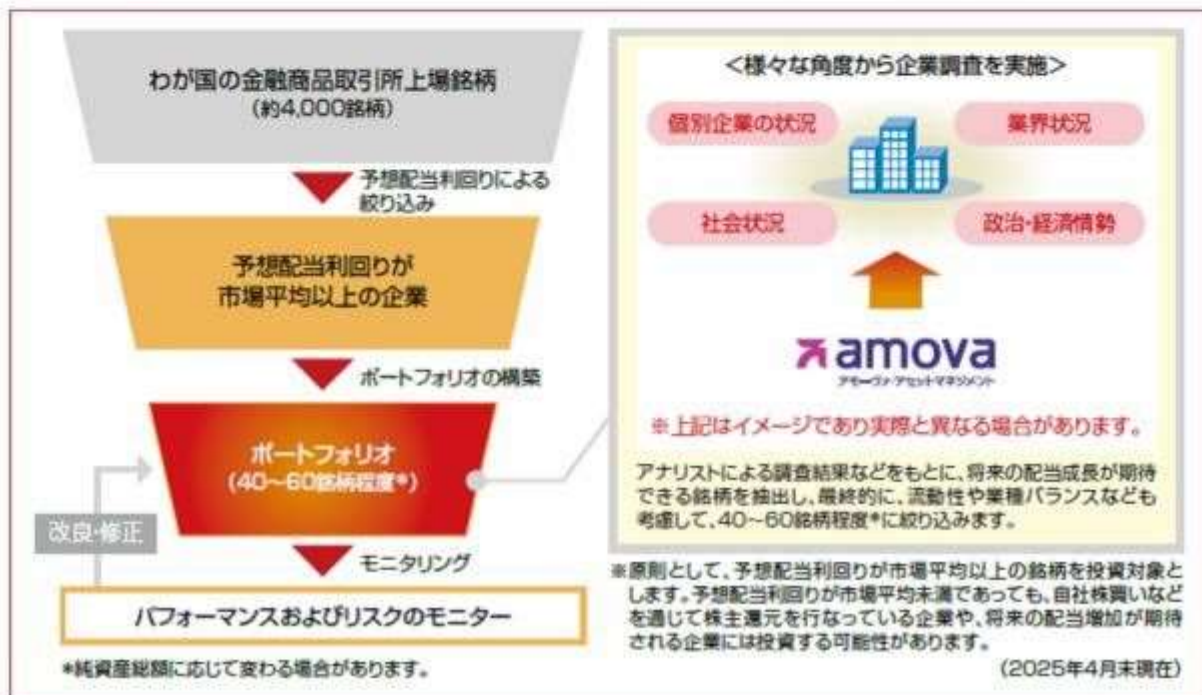 わが国の金融商品取引所上場銘柄
(約4,000銘柄)
予想配当利回りによる
絞り込み
予想配当利回りが
市場平均以上の企業
ポートフォリオの構築
ポートフォリオ
(40〜60銘柄程度*)
改良・修正
モニタリング
パフォーマンスおよびリスクのモニター
*純資産総額に応じて変わる場合があります。
<様々な角度から企業調査を実施>
個別企業の状況
業界状況
社会状況
政治・経済情勢
amova
アモーヴァ・アセットマネジメント
※上記はイメージであり実際と異なる場合があります。
アナリストによる調査結果などをもとに、将来の配当成長が期待
できる銘柄を抽出し、最終的に、流動性や業種バランスなども
考慮して、40〜60銘柄程度*に絞り込みます。
※原則として、予想配当利回りが市場平均以上の銘柄を投資対象と
します。予想配当利回りが市場平均未満であっても、自社株買いなど
を通じて株主還元を行なっている企業や、将来の配当増加が期待
される企業には投資する可能性があります。
(2025年4月末現在)